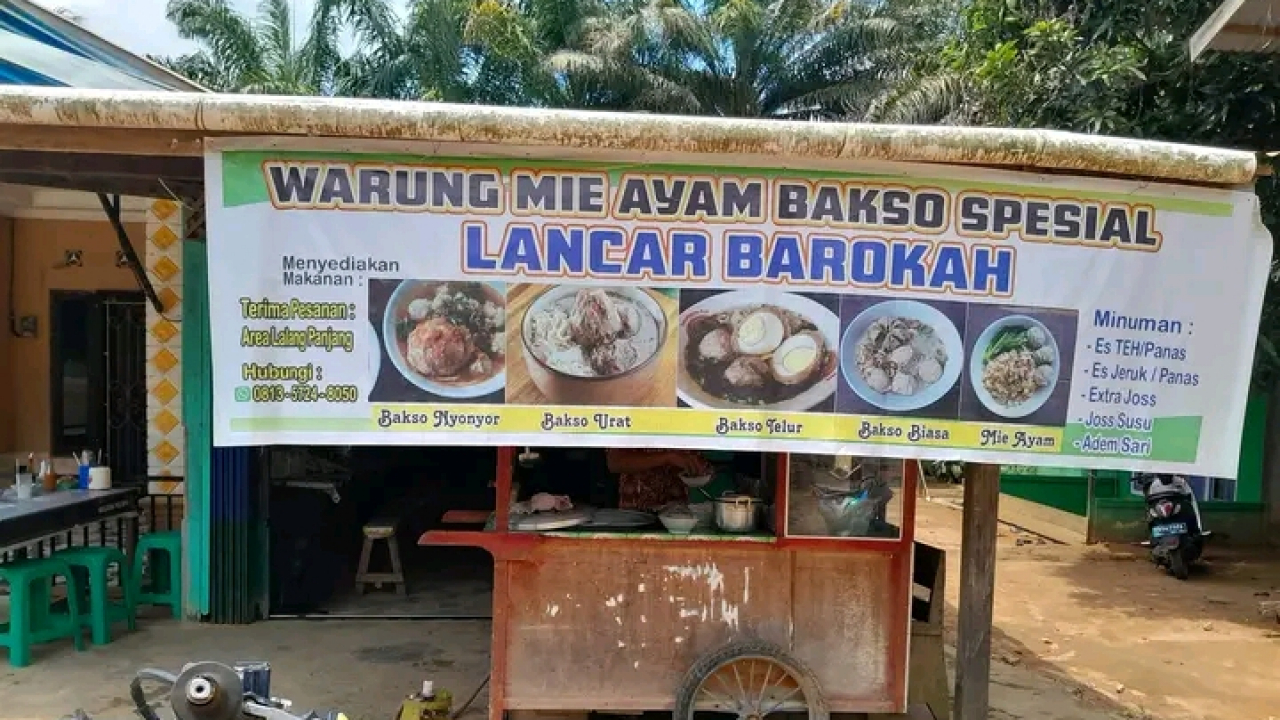 WARUNG MIE AYAM BAKSO SPESIAL
LANCAR BAROKAH
Menyediakan
Makanan :
Terima Pesanan :
Area Lalang Panjang
Hubungi :
0813-5724-8050
Bakso Nyonyor
Bakso Urat
Bakso Telur
Bakso Biasa
Mie Ayam
Minuman :
- Es TEH/Panas
- Es Jeruk / Panas
- Extra Joss
- Joss Susu
- Adem Sari